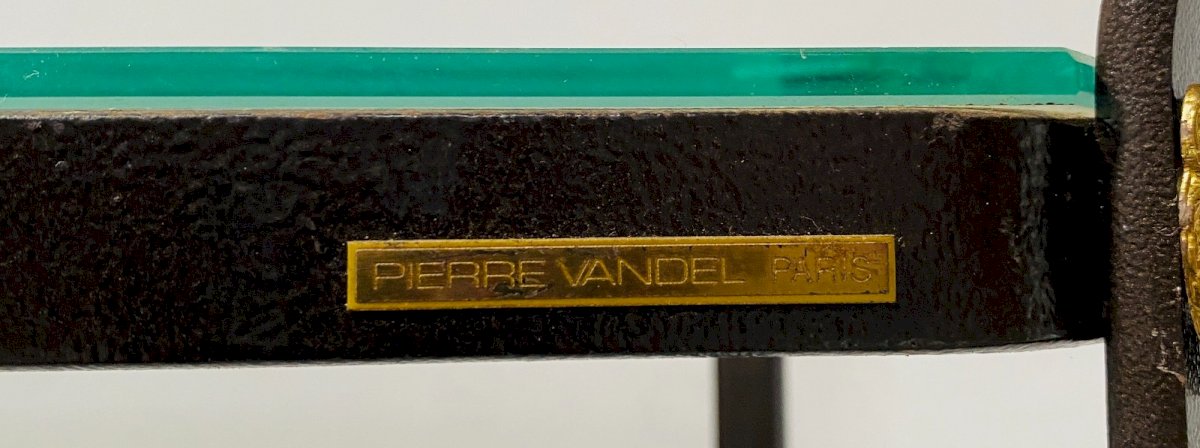 PIERRE VANDEL PARIS